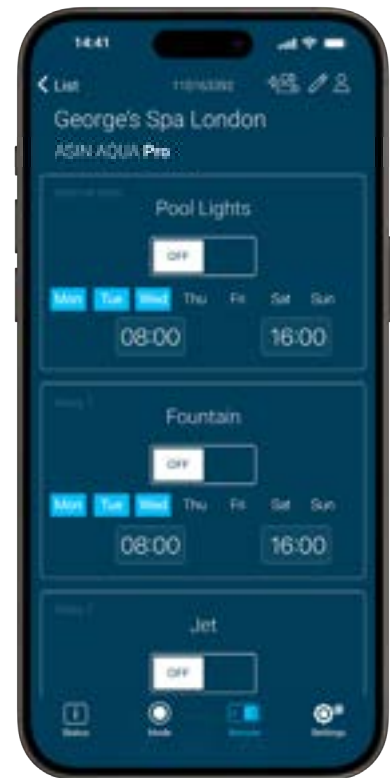 14:41
List
George's Spa London
ASIN AQUA Pro
Pool Lights
OFF
Mon Tue Wed Thu Fri Sat Sun
08:00 16:00
Fountain
OFF
Mon Tue Wed Thu Fri Sat Sun
08:00 16:00
Jet
OFF
Status Mode Settings